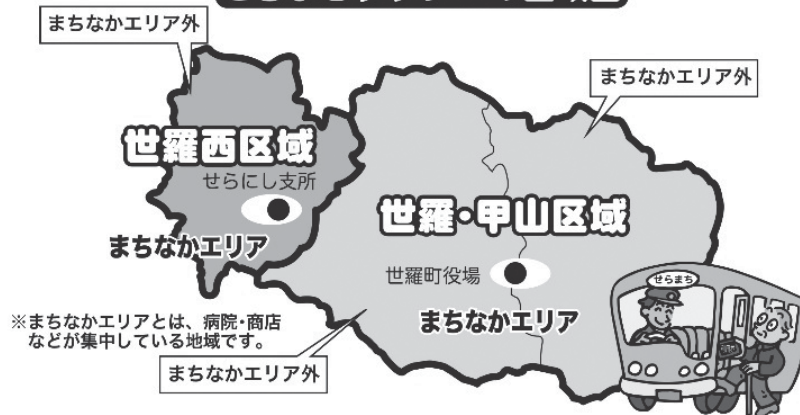 まちなかエリア外
まちなかエリア外
世羅西区域
せらにし支所
まちなかエリア
世羅・甲山区域
世羅町役場
まちなかエリア
せらまち
※まちなかエリアとは、病院・商店
などが集中している地域です。
まちなかエリア外